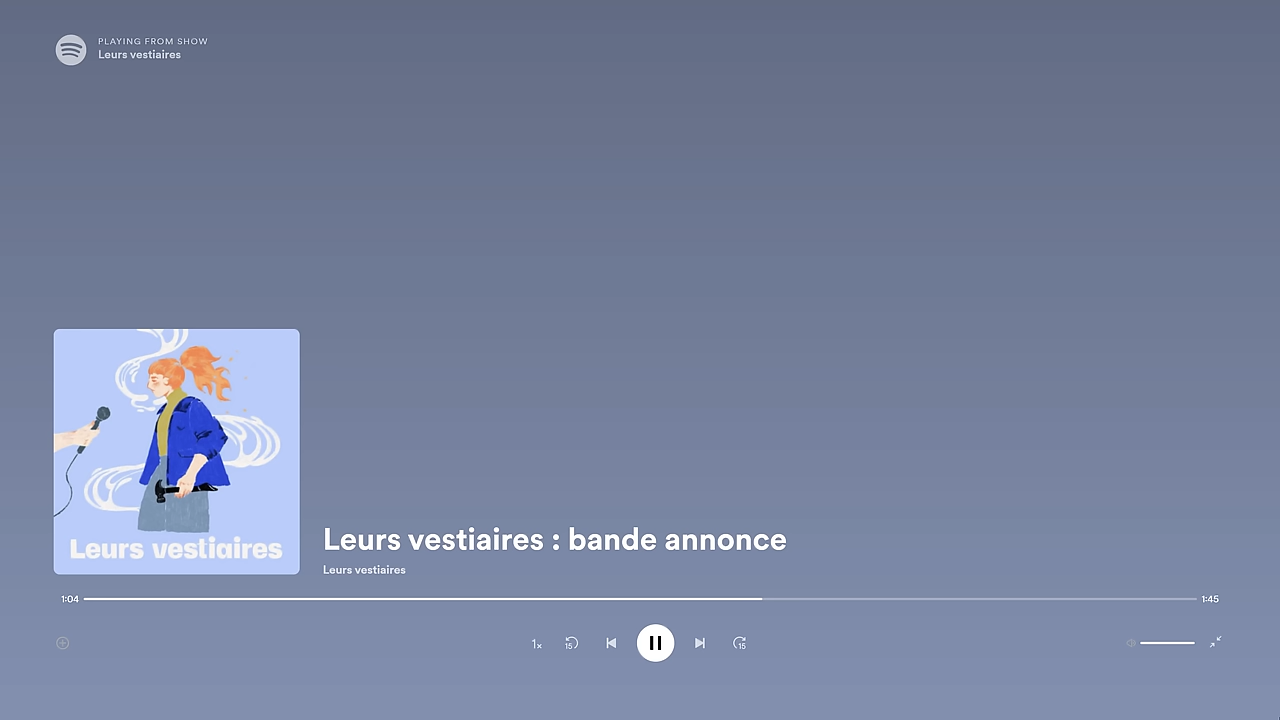 PLAYING FROM SHOW
Leurs vestiaires
Leurs vestiaires
Leurs vestiaires : bande annonce
Leurs vestiaires
1:04
1:45
1x
15
15